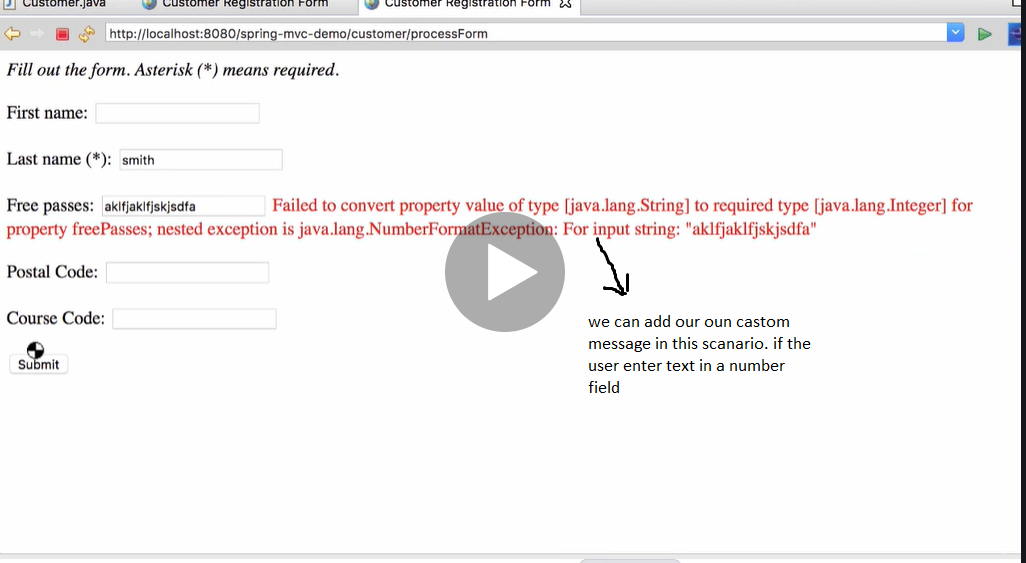 Customer.java
Customer Registration Form
Customer Registration Form
http://localhost:8080/spring-mvc-demo/customer/processForm
Fill out the form. Asterisk (*) means required.
First name:
Last name (*): smith
Free passes: aklfjaklfjskjsdfa Failed to convert property value of type [java.lang.String] to required type [java.lang.Integer] for
property freePasses; nested exception is java.lang.NumberFormatException: For input string: "aklfjaklfjskjsdfa"
Postal Code:
Course Code:
Submit
we can add our oun castom
message in this scanario. if the
user enter text in a number
field